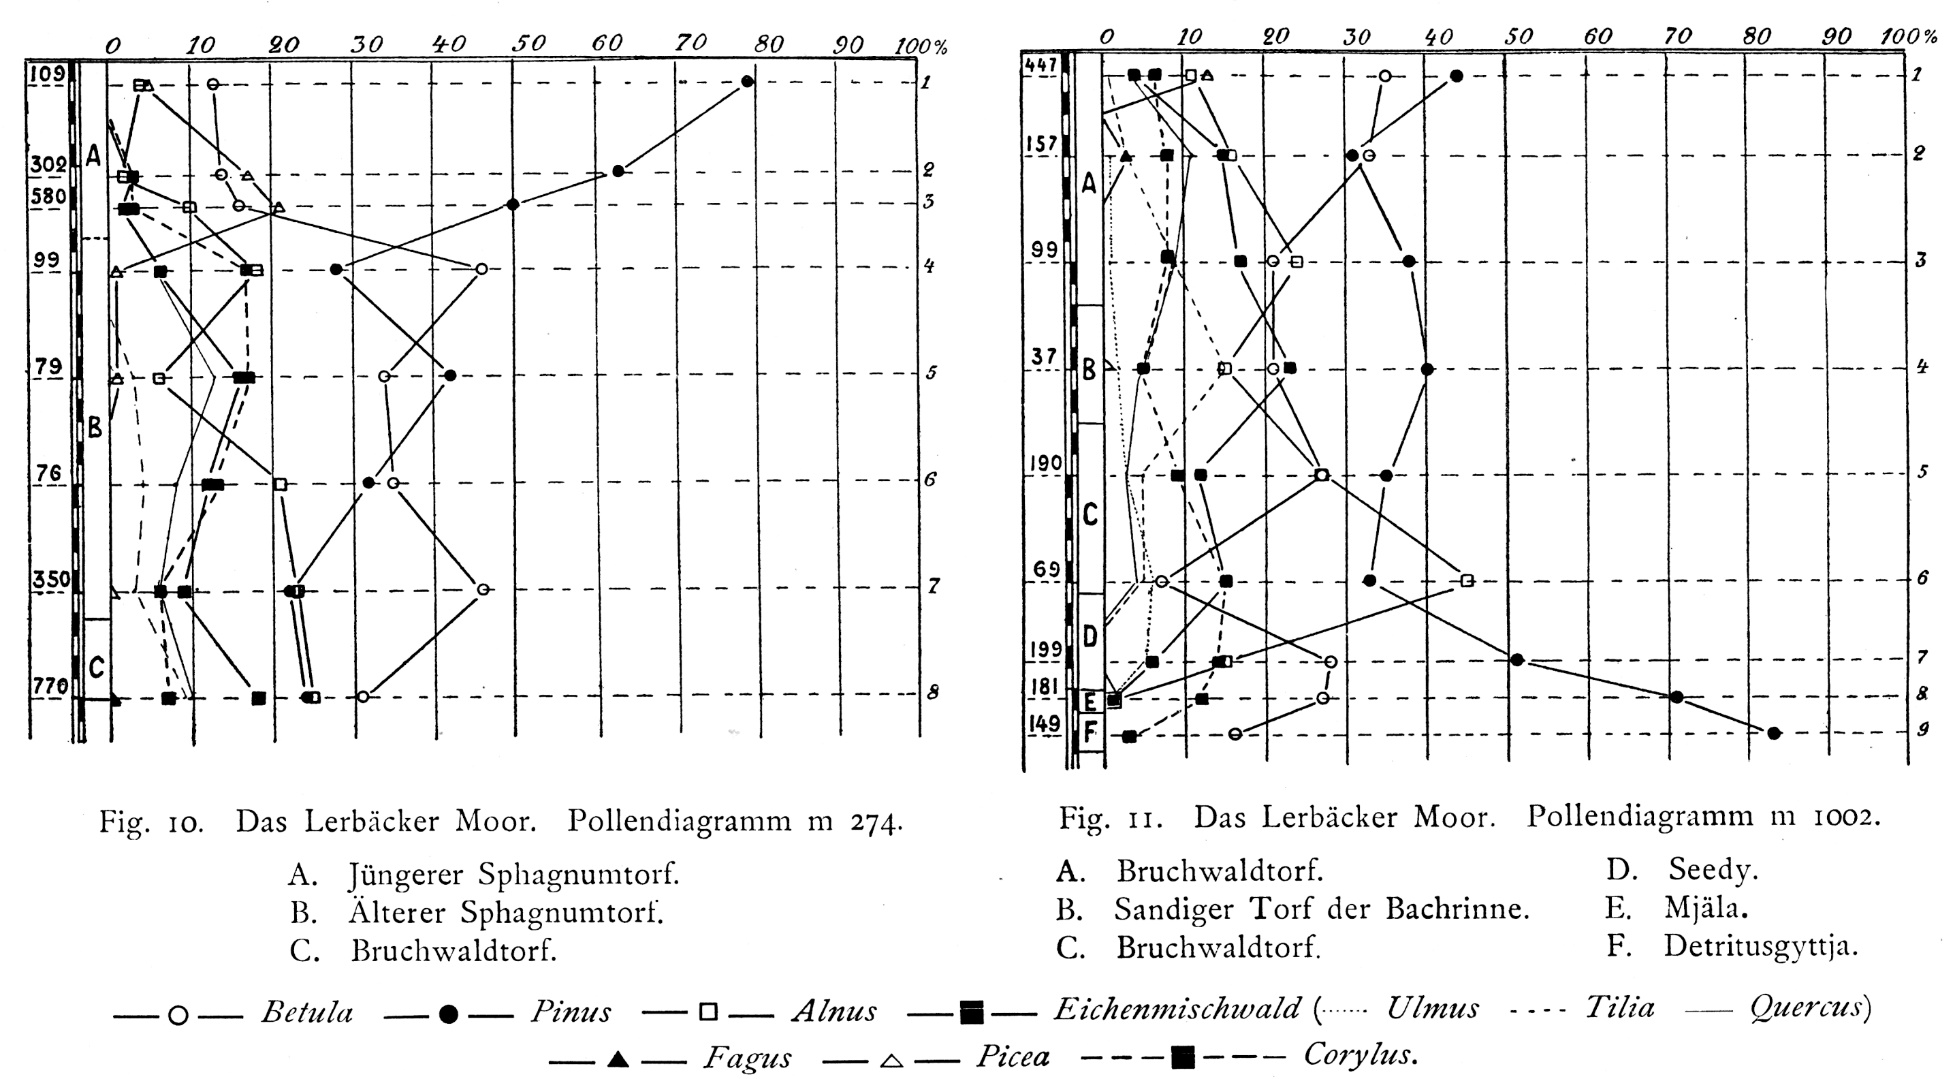 0 10 20 30 40 50 60 70 80 90 100%
109 1
A
302 2
580 3
99 4
79 5
B
76 6
350 7
C
770 8
Fig. 10. Das Lerbäcker Moor. Pollendiagramm m 274.
A. Jüngerer Sphagnumtorf.
B. Älterer Sphagnumtorf.
C. Bruchwaldtorf.
0 10 20 30 40 50 60 70 80 90 100%
447 1
157 2
A
99 3
37 B 4
190 5
C
69 6
D
199 7
181 E 8
149 F 9
Fig. 11. Das Lerbäcker Moor. Pollendiagramm m 1002.
A. Bruchwaldtorf. D. Seedy.
B. Sandiger Torf der Bachrinne. E. Mjäla.
C. Bruchwaldtorf. F. Detritusgyttja.
Betula Pinus Alnus Eichenmischwald ( Ulmus Tilia Quercus)
Fagus Picea Corylus.